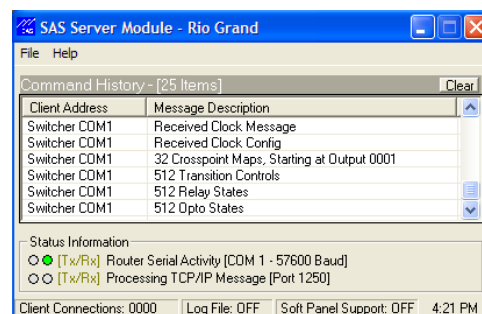 SAS Server Module - Rio Grand
File Help
Command History - [25 Items] Clear
Client Address Message Description
Switcher COM1 Received Clock Message
Switcher COM1 Received Clock Config
Switcher COM1 32 Crosspoint Maps, Starting at Output 0001
Switcher COM1 512 Transition Controls
Switcher COM1 512 Relay States
Switcher COM1 512 Opto States
Status Information
[Tx/Rx] Router Serial Activity [COM 1 - 57600 Baud]
[Tx/Rx] Processing TCP/IP Message [Port 1250]
Client Connections: 0000 Log File: OFF Soft Panel Support: OFF 4:21 PM